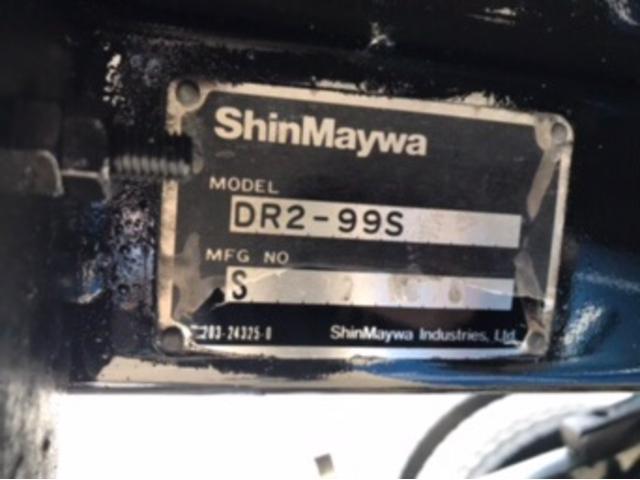 ShinMaywa
MODEL
DR2-99S
MFG NO
S
203-24325-0
ShinMaywa Industries, Ltd.